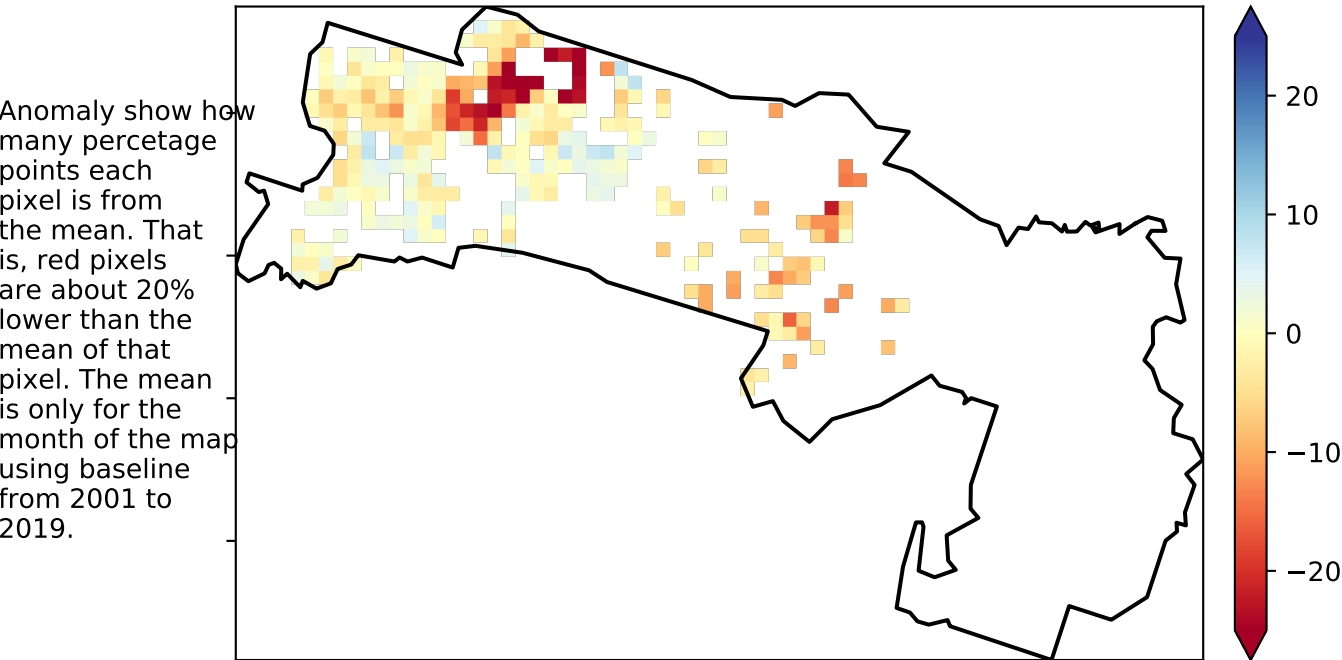 Anomaly show how
many percetage
points each
pixel is from
the mean. That
is, red pixels
are about 20%
lower than the
mean of that
pixel. The mean
is only for the
month of the map
using baseline
from 2001 to
2019.
20
10
0
−10
−20